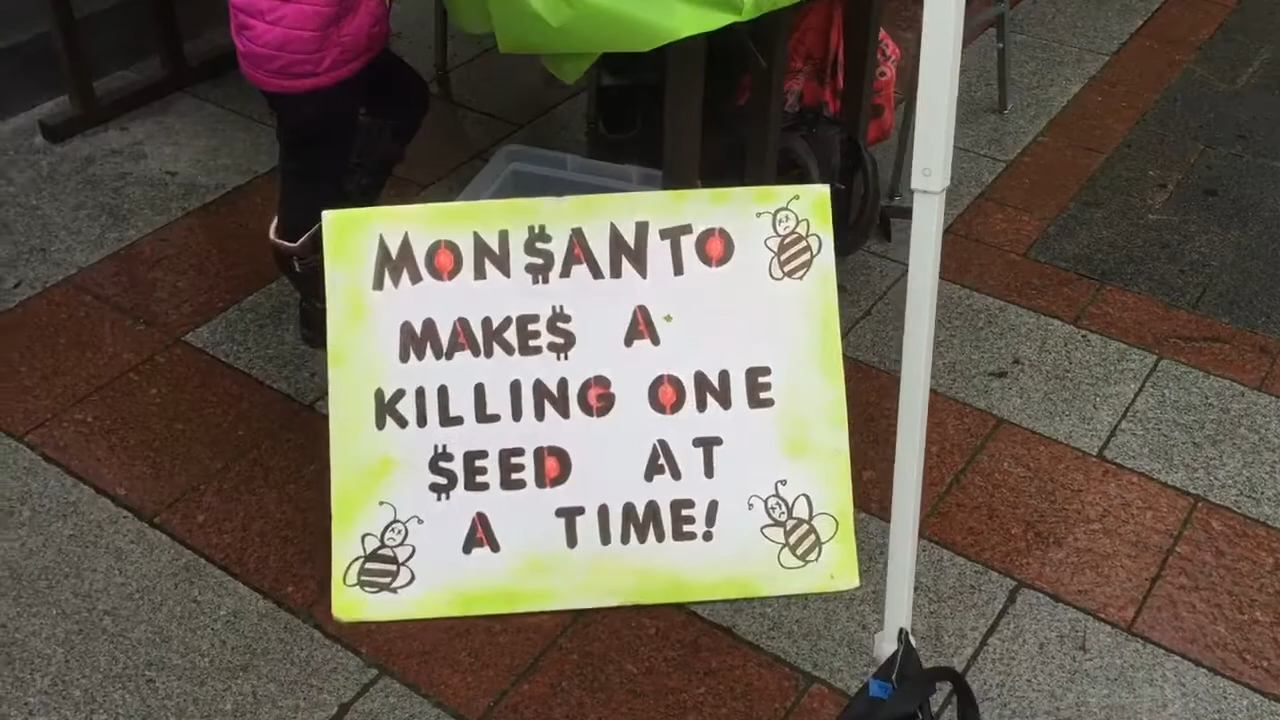 MON$ANTO
MAKE$ A
KILLING ONE
$EED AT
A TIME!